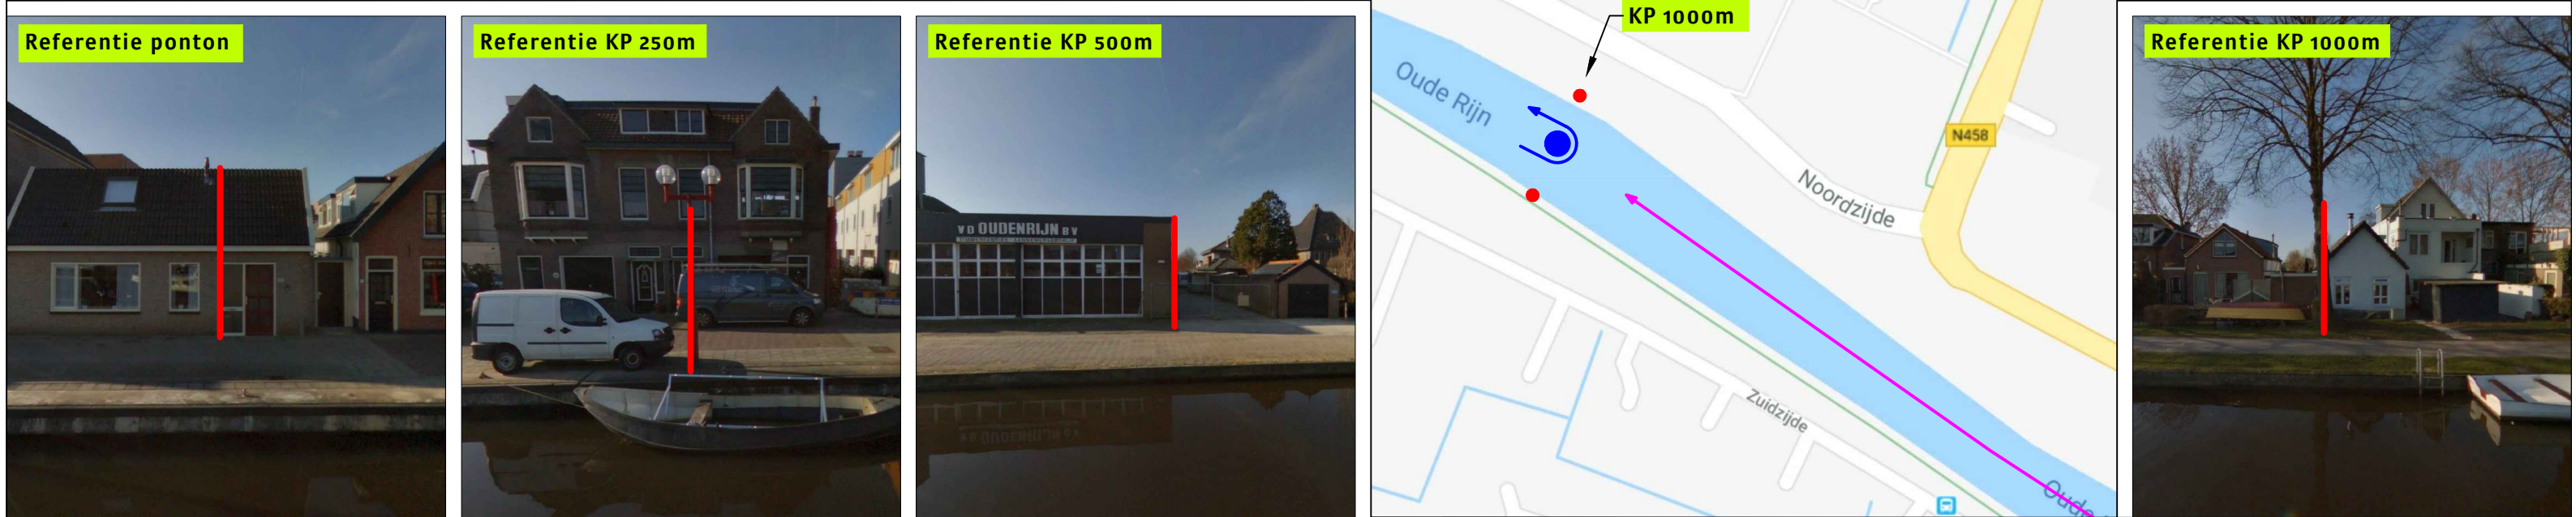 Referentie ponton
Referentie KP 250m
Referentie KP 500m
V D OUDENRIJN B V
KP 1000m
Oude Rijn
N458
Noordzijde
Zuidzijde
Oude
Referentie KP 1000m